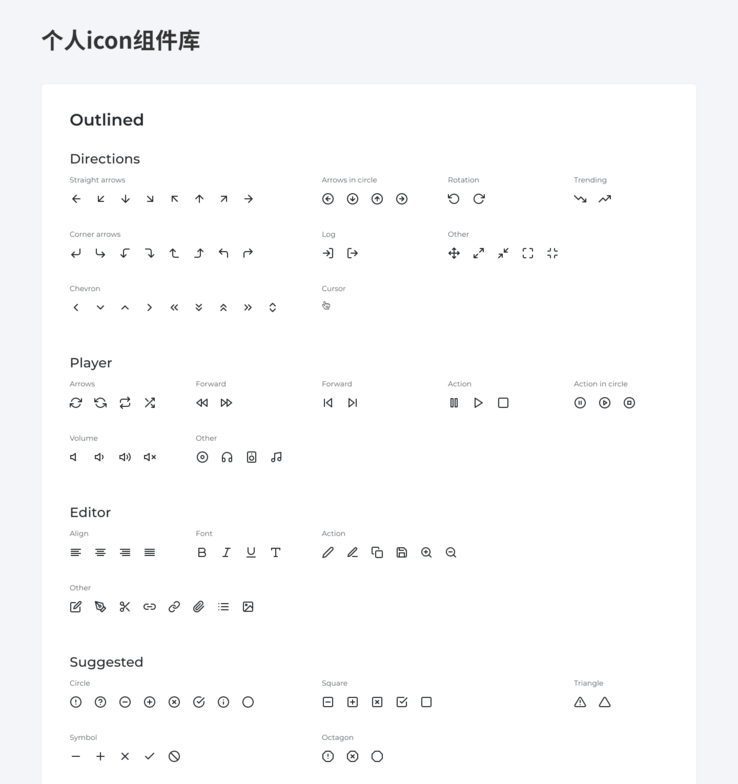 个人icon组件库
Outlined
Directions
Straight arrows
Arrows in circle
Rotation
Trending
Corner arrows
Log
Other
Chevron
Cursor
Player
Arrows
Forward
Forward
Action
Action in circle
Volume
Other
Editor
Align
Font
Action
B I U T
Other
Suggested
Circle
Square
Triangle
Symbol
Octagon